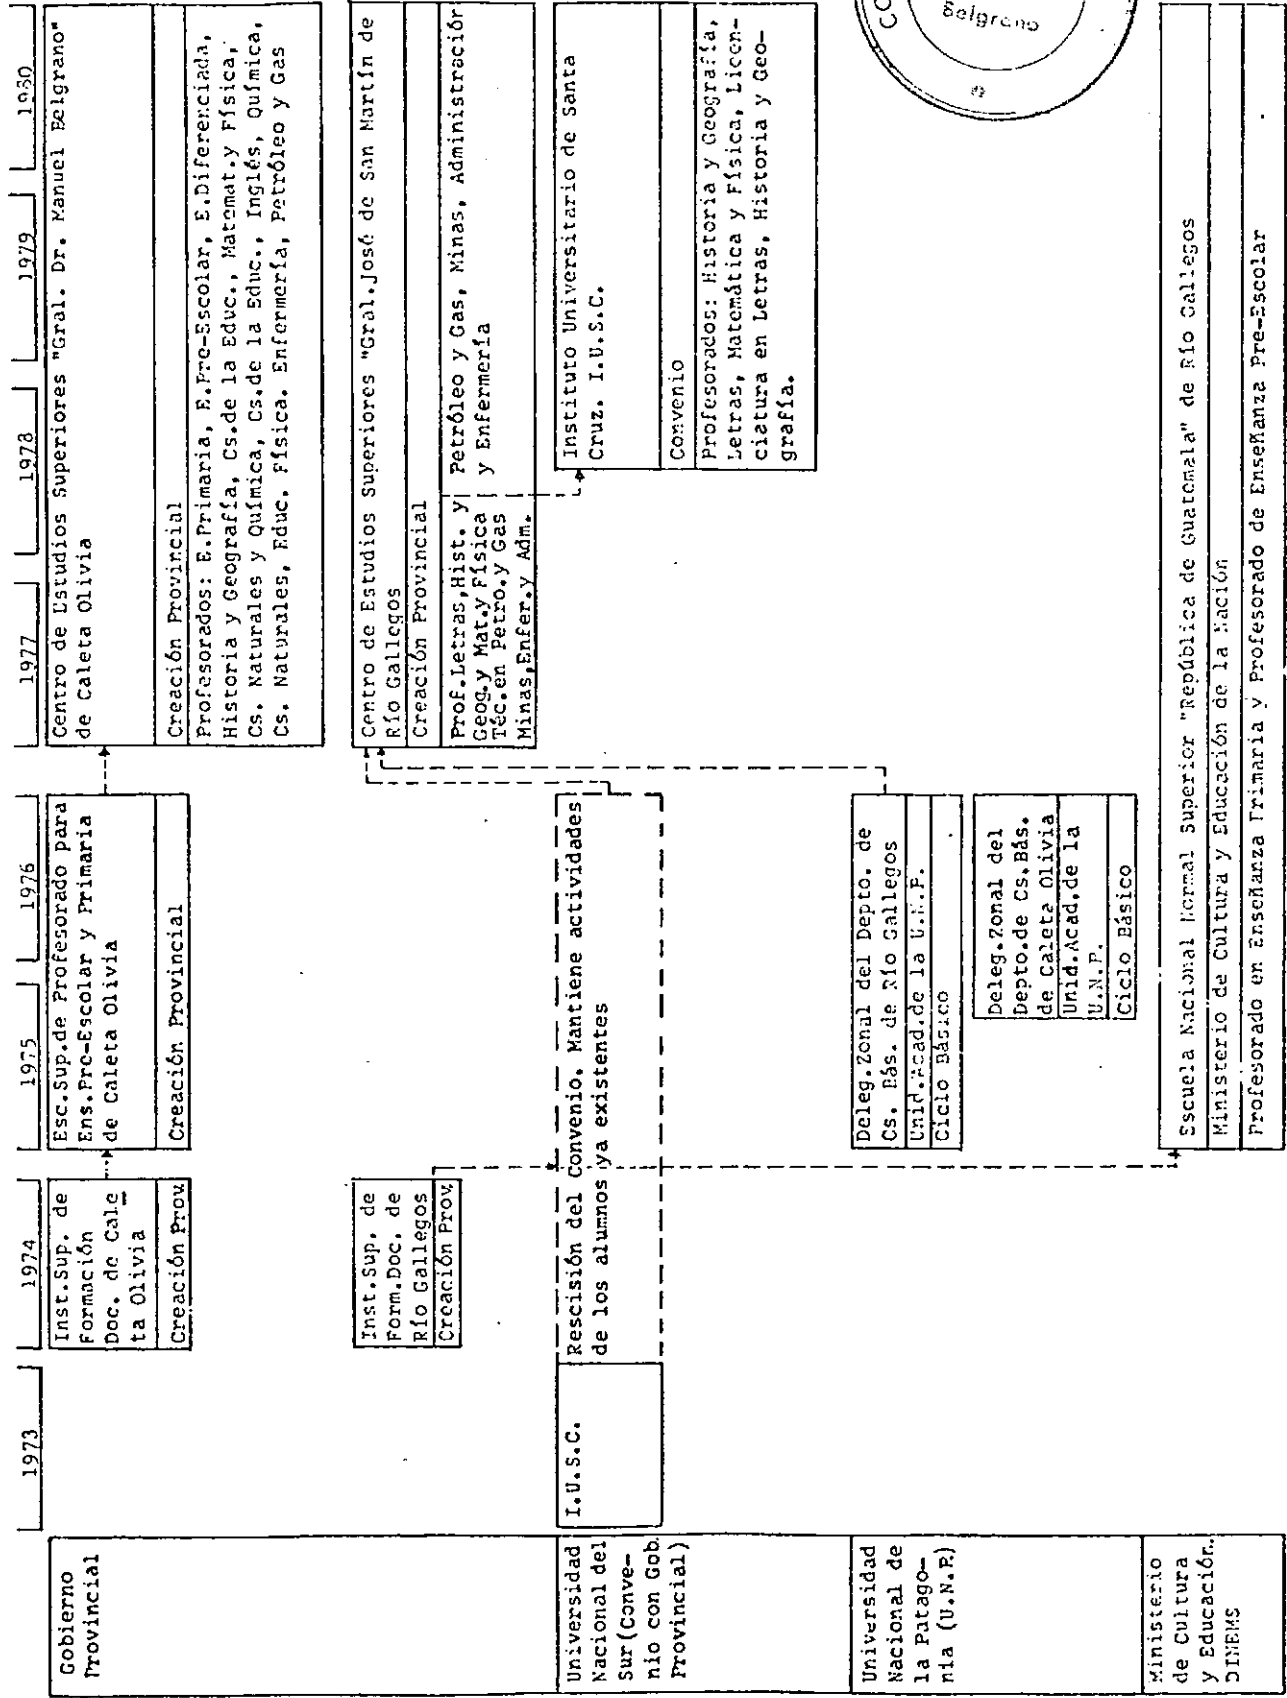 1973
1974
1975
1976
1977
1978
1979
1980
Gobierno
Provincial
Inst.Sup. de
Formación
Doc. de Cale
ta Olivia
Creación Prov.
Esc.Sup.de Profesorado para
Ens.Pre-Escolar y Primaria
de Caleta Olivia
Creación Provincial
Centro de Estudios Superiores "Gral. Dr. Manuel Belgrano"
de Caleta Olivia
Creación Provincial
Profesorados: E.Primaria, E.Pre-Escolar, E.Diferenciada,
Historia y Geografía, Cs.de la Educ., Matemat.y Física,
Cs. Naturales y Química, Cs.de la Educ., Inglés, Química,
Cs. Naturales, Educ. Física. Enfermería, Petróleo y Gas
Inst.Sup. de
Form.Doc. de
Río Gallegos
Creación Prov.
Centro de Estudios Superiores "Gral.José de San Martín de
Río Gallegos
Creación Provincial
Prof.Letras,Hist. y
Geog.y Mat.y Física
Téc.en Petro.y Gas
Minas,Enfer.y Adm.
Petróleo y Gas, Minas, Administración
y Enfermería
Universidad
Nacional del
Sur(Conve-
nio con Gob.
Provincial)
I.U.S.C.
Rescisión del Convenio. Mantiene actividades
de los alumnos ya existentes
Instituto Universitario de Santa
Cruz. I.U.S.C.
Convenio
Profesorados: Historia y Geografía,
Letras, Matemática y Física, Licen-
ciatura en Letras, Historia y Geo-
grafía.
Universidad
Nacional de
la Patago-
nia (U.N.P.)
Deleg.Zonal del Depto. de
Cs. Bás. de Río Gallegos
Unid.Acad.de la U.N.P.
Ciclo Básico
Deleg.Zonal del
Depto.de Cs.Bás.
de Caleta Olivia
Unid.Acad.de la
U.N.P.
Ciclo Básico
Ministerio
de Cultura
y Educación.
DINEMS
Escuela Nacional Normal Superior "República de Guatemala" de Río Gallegos
Ministerio de Cultura y Educación de la Nación
Profesorado en Enseñanza Primaria y Profesorado de Enseñanza Pre-Escolar
Belgrano